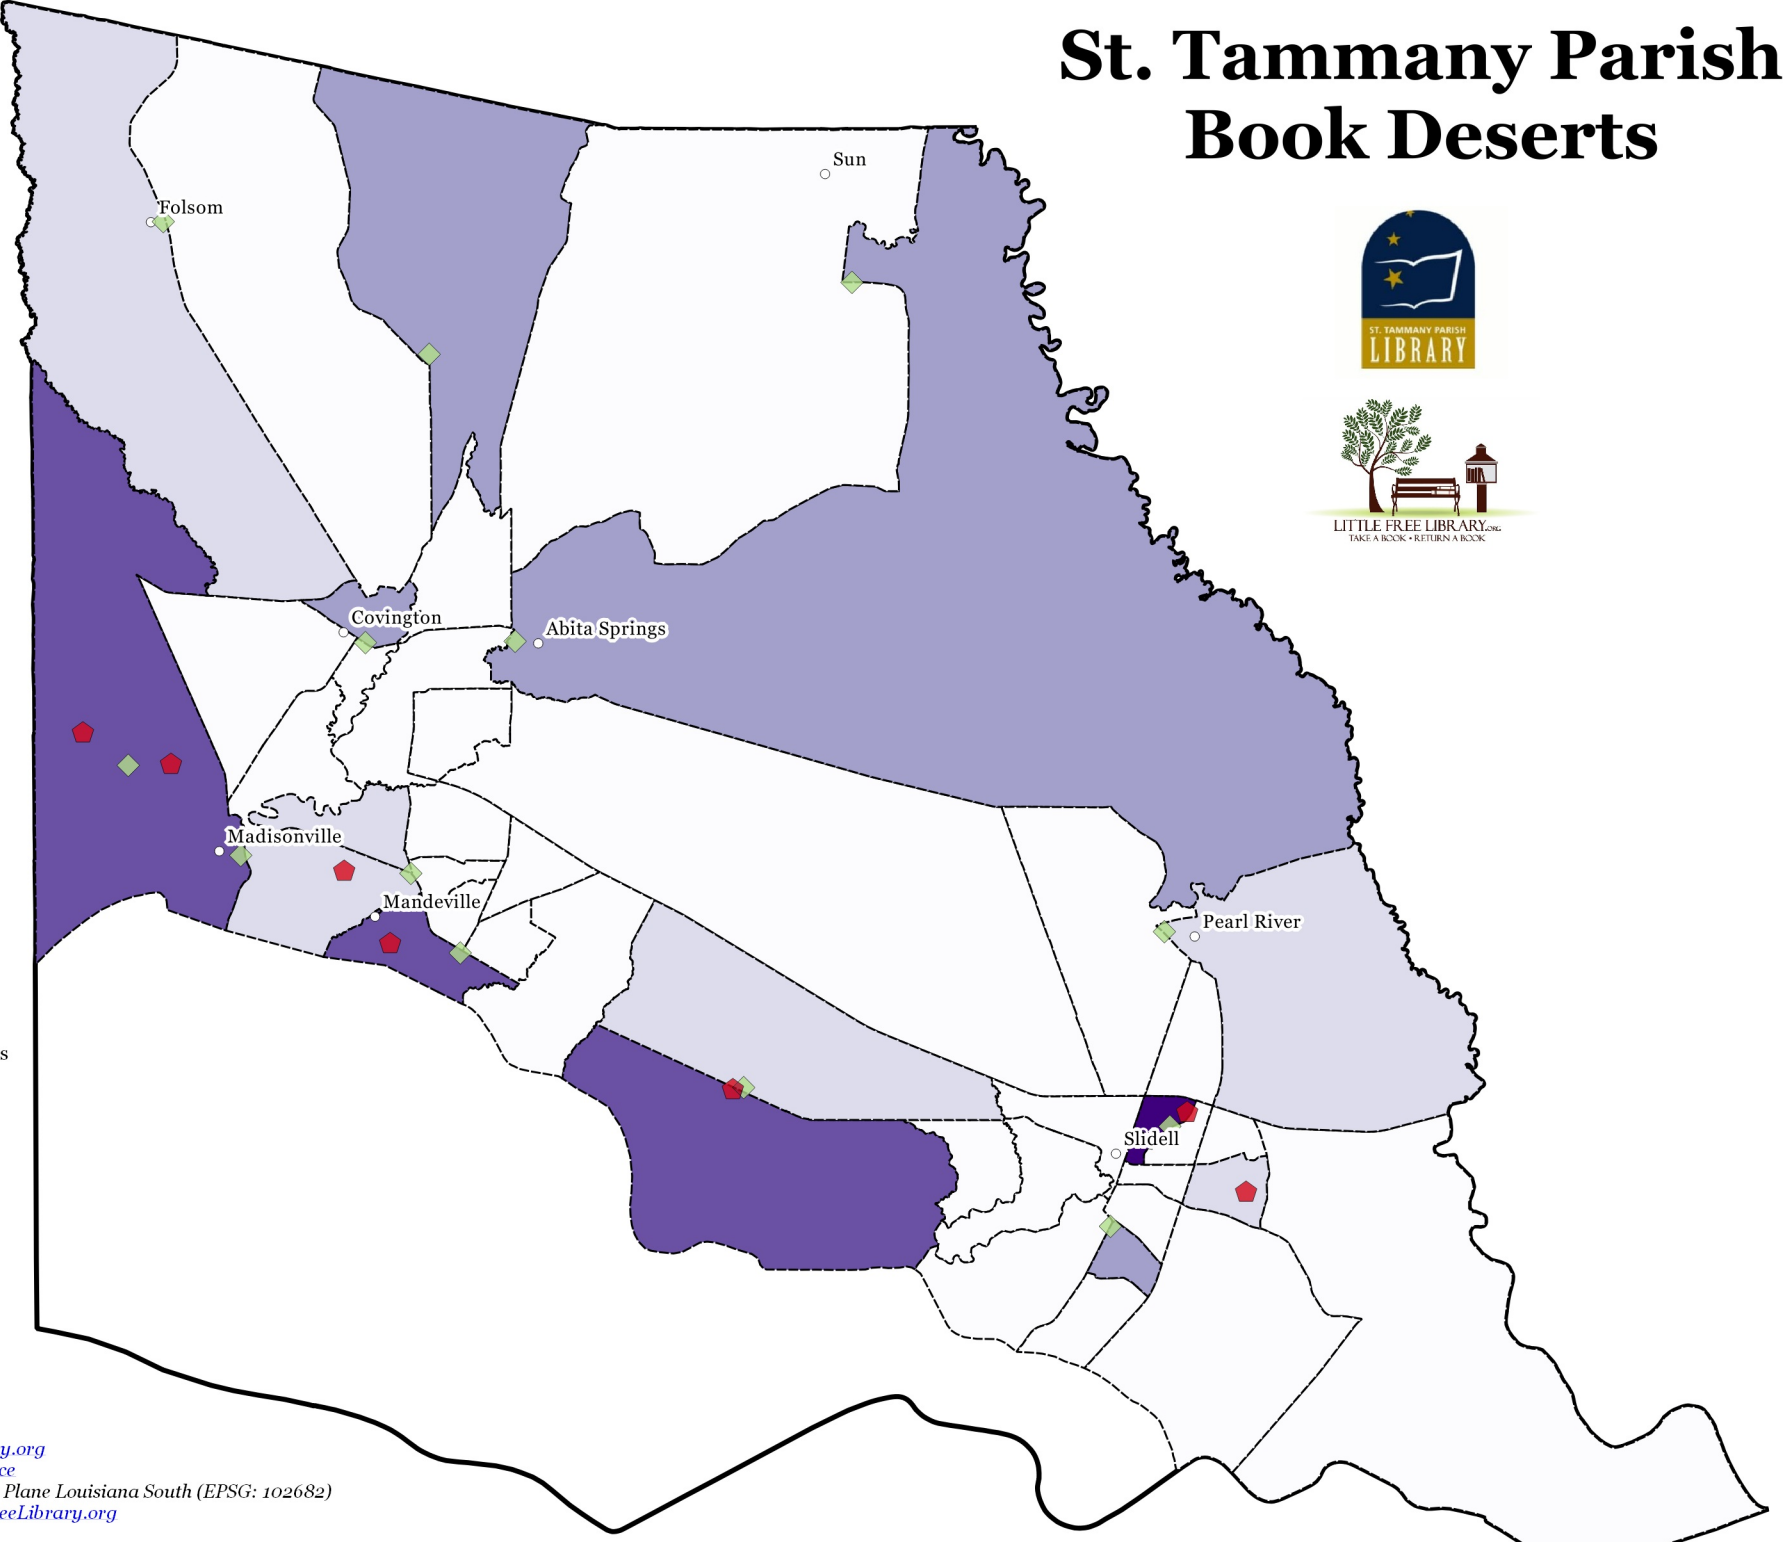 St. Tammany Parish
Book Deserts
Sun
Folsom
ST. TAMMANY PARISH
LIBRARY
LITTLE FREE LIBRARY.ORG
TAKE A BOOK • RETURN A BOOK
Covington
Abita Springs
Madisonville
Mandeville
Pearl River
s
Slidell
y.org
ce
Plane Louisiana South (EPSG: 102682)
eeLibrary.org